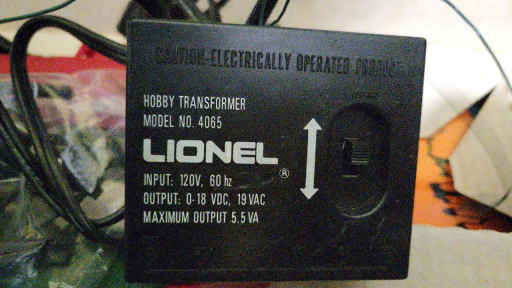 CAUTION-ELECTRICALLY OPERATED PRODUCT
HOBBY TRANSFORMER
MODEL NO. 4065
LIONEL ®
INPUT: 120V, 60 hz
OUTPUT: 0-18 VDC, 19 VAC
MAXIMUM OUTPUT 5.5 VA